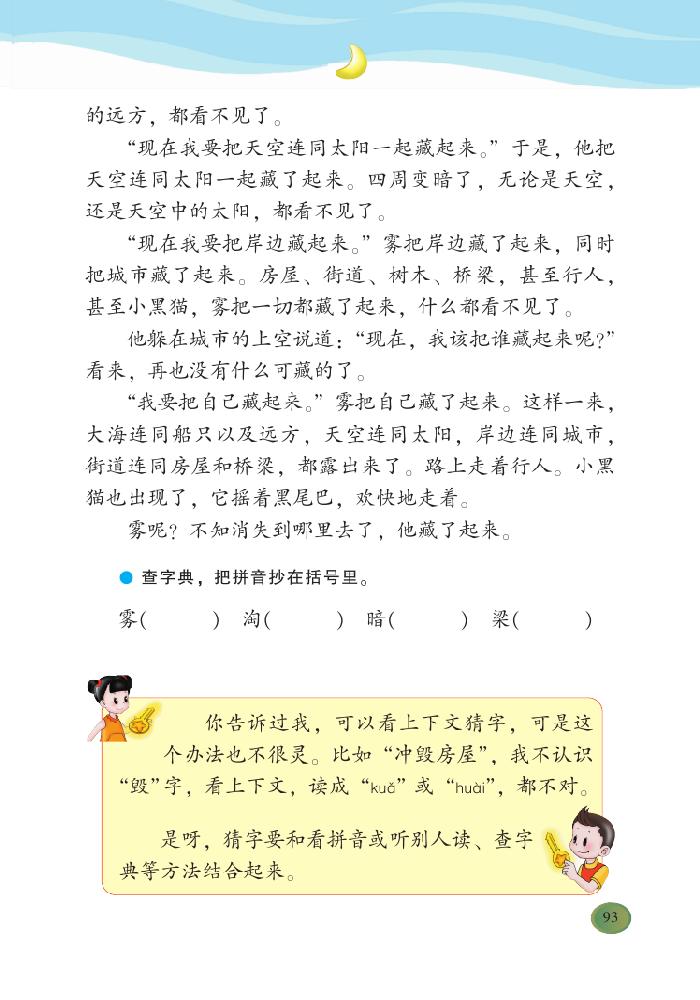 的远方，都看不见了。
“现在我要把天空连同太阳一起藏起来。”于是，他把
天空连同太阳一起藏了起来。四周变暗了，无论是天空，
还是天空中的太阳，都看不见了。
“现在我要把岸边藏起来。”雾把岸边藏了起来，同时
把城市藏了起来。房屋、街道、树木、桥梁，甚至行人，
甚至小黑猫，雾把一切都藏了起来，什么都看不见了。
他躲在城市的上空说道：“现在，我该把谁藏起来呢？”
看来，再也没有什么可藏的了。
“我要把自己藏起来。”雾把自己藏了起来。这样一来，
大海连同船只以及远方，天空连同太阳，岸边连同城市，
街道连同房屋和桥梁，都露出来了。路上走着行人。小黑
猫也出现了，它摇着黑尾巴，欢快地走着。
雾呢？不知消失到哪里去了，他藏了起来。
● 查字典，把拼音抄在括号里。
雾(　　　) 淘(　　　) 暗(　　　) 梁(　　　)
你告诉过我，可以看上下文猜字，可是这
个办法也不很灵。比如“冲毁房屋”，我不认识
“毁”字，看上下文，读成“kuǎ”或“huài”，都不对。
是呀，猜字要和看拼音或听别人读、查字
典等方法结合起来。
93